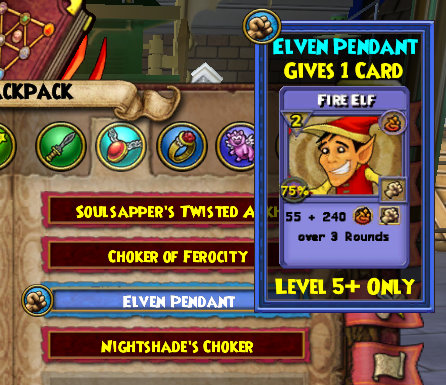 ACKPACK
ELVEN PENDANT
GIVES 1 CARD
FIRE ELF
2
75%
55 + 240
over 3 Rounds
LEVEL 5+ ONLY
SOULSAPPER'S TWISTED A
CHOKER OF FEROCITY
ELVEN PENDANT
NIGHTSHADE'S CHOKER